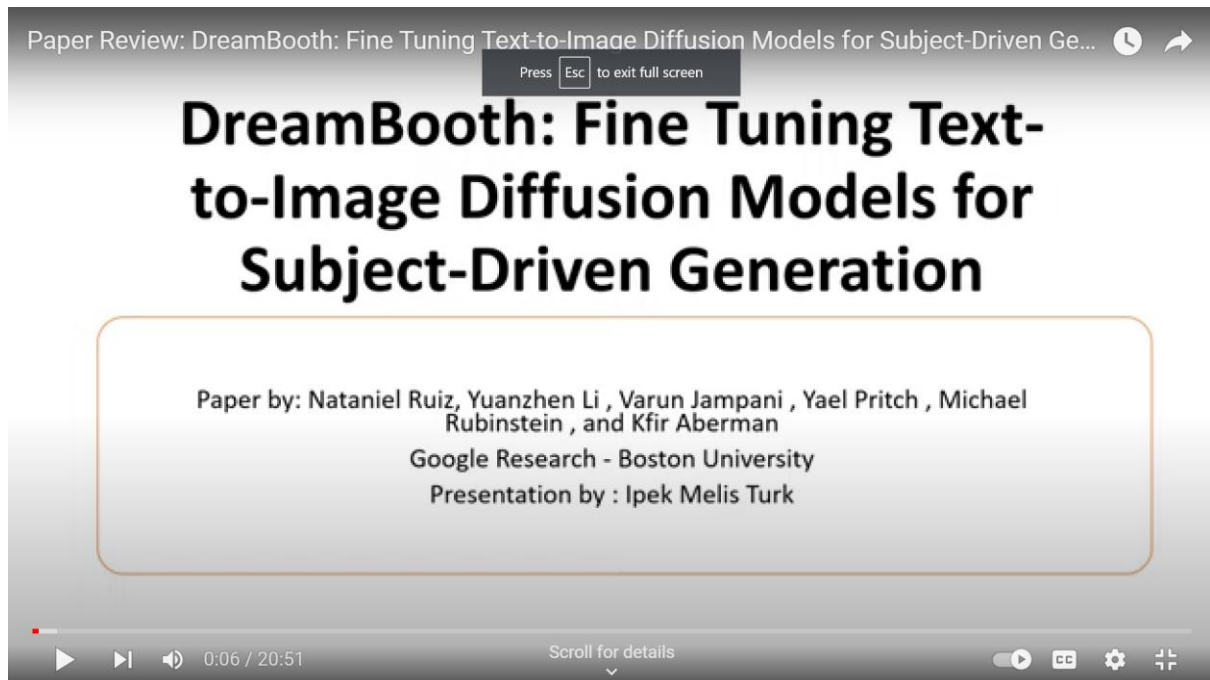 Paper Review: DreamBooth: Fine Tuning Text-to-Image Diffusion Models for Subject-Driven Ge...
Press Esc to exit full screen
DreamBooth: Fine Tuning Text-
to-Image Diffusion Models for
Subject-Driven Generation
Paper by: Nataniel Ruiz, Yuanzhen Li , Varun Jampani , Yael Pritch , Michael
Rubinstein , and Kfir Aberman
Google Research - Boston University
Presentation by : Ipek Melis Turk
0:06 / 20:51
Scroll for details
CC